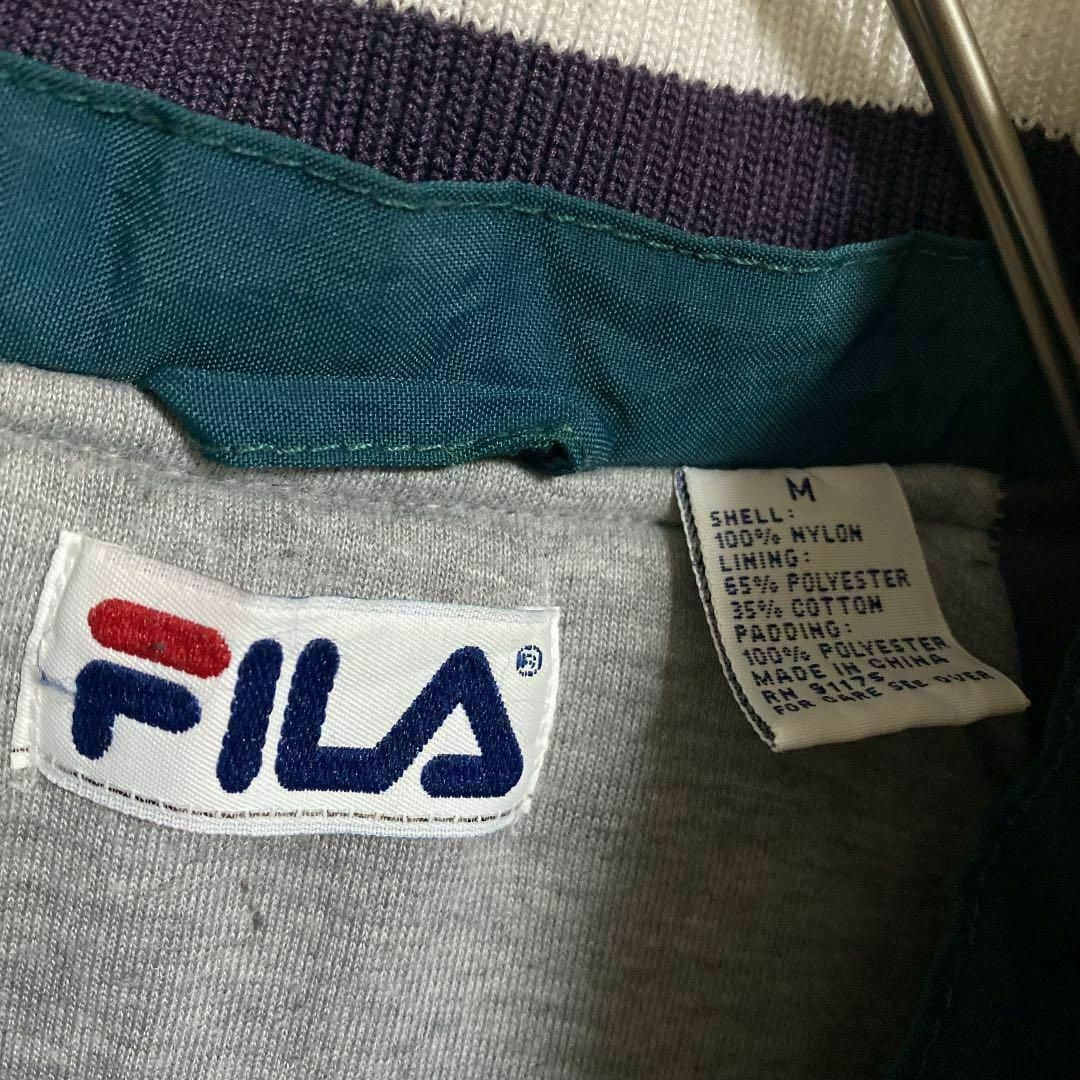 FILA®
M
SHELL:
100% NYLON
LINING:
65% POLYESTER
35% COTTON
PADDING:
100% POLYESTER
MADE IN CHINA
RN 91175
FOR CARE SEE OVER